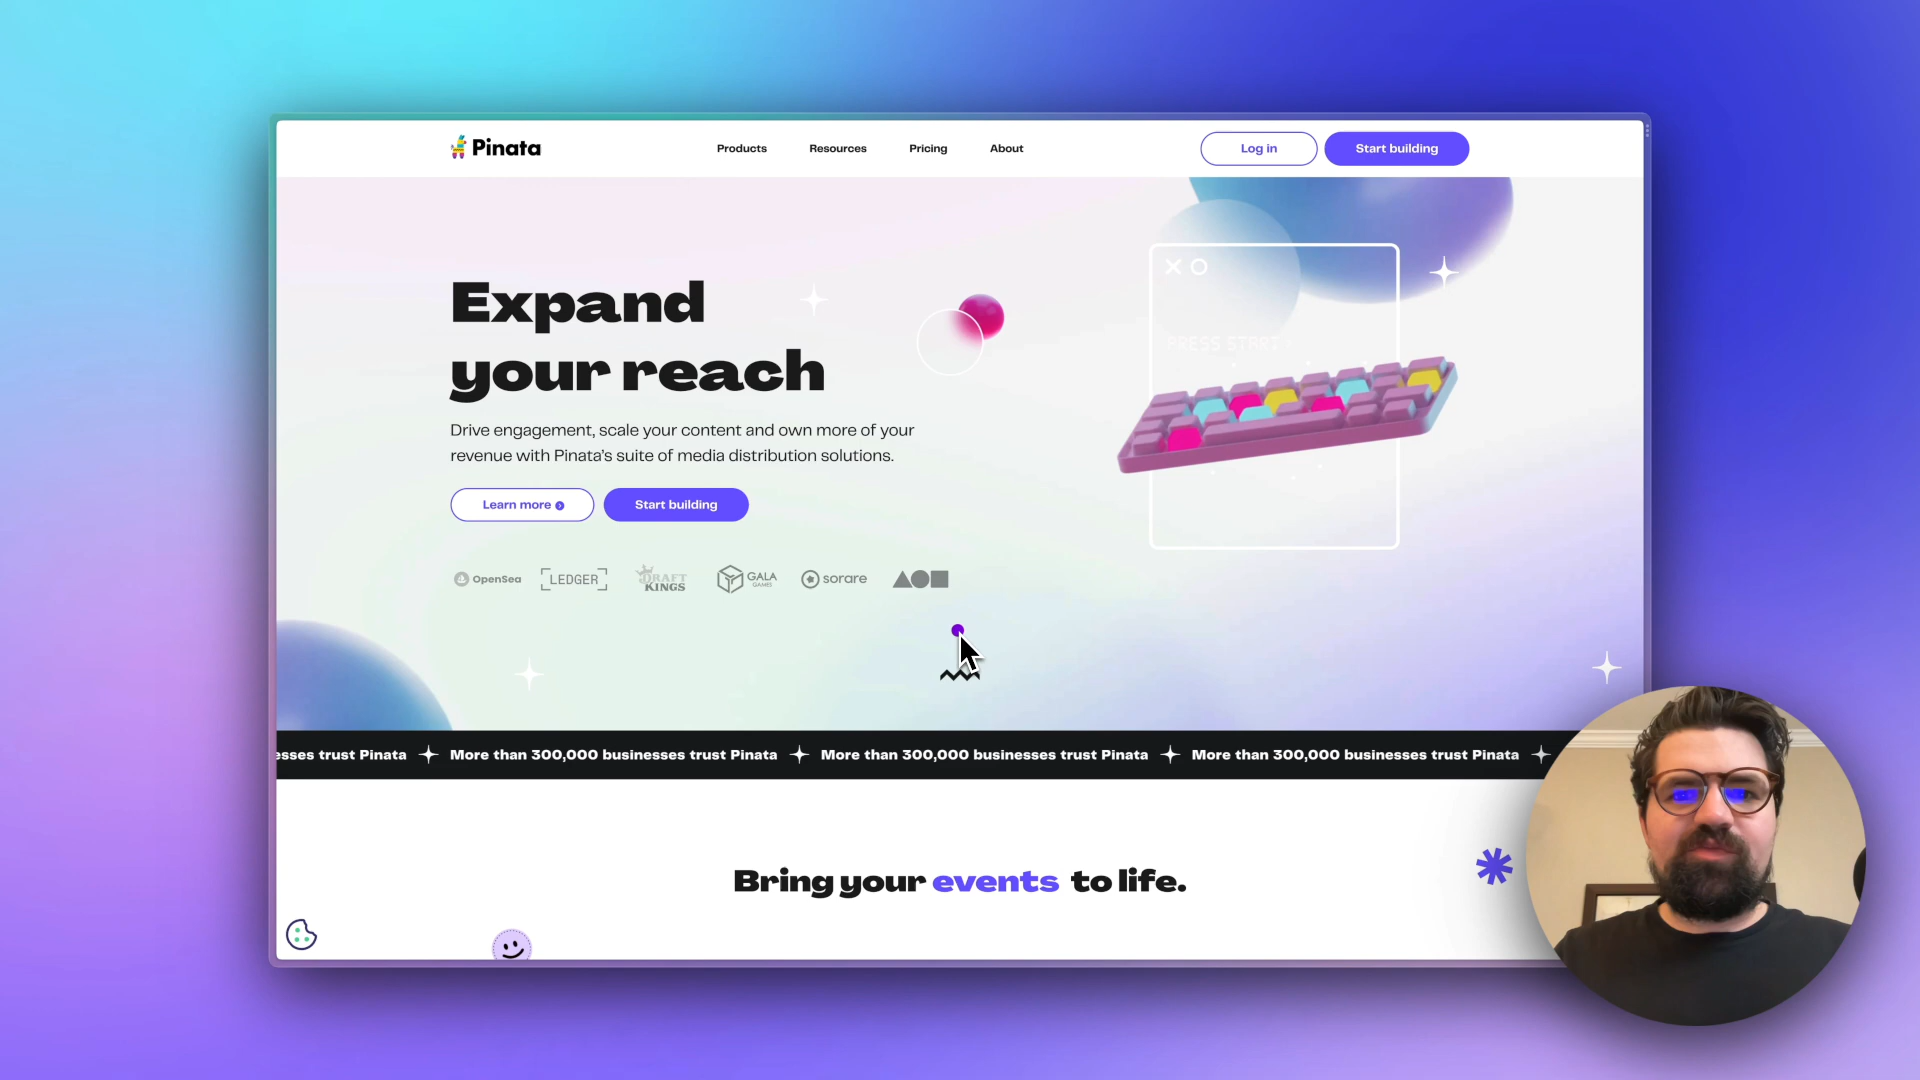 Pinata
Products
Resources
Pricing
About
Log in
Start building
Expand
your reach
Drive engagement, scale your content and own more of your
revenue with Pinata's suite of media distribution solutions.
Learn more
Start building
OpenSea
LEDGER
DRAFT
KINGS
GALA
GAMES
sorare
PRESS START
esses trust Pinata
More than 300,000 businesses trust Pinata
More than 300,000 businesses trust Pinata
More than 300,000 businesses trust Pinata
Bring your events to life.